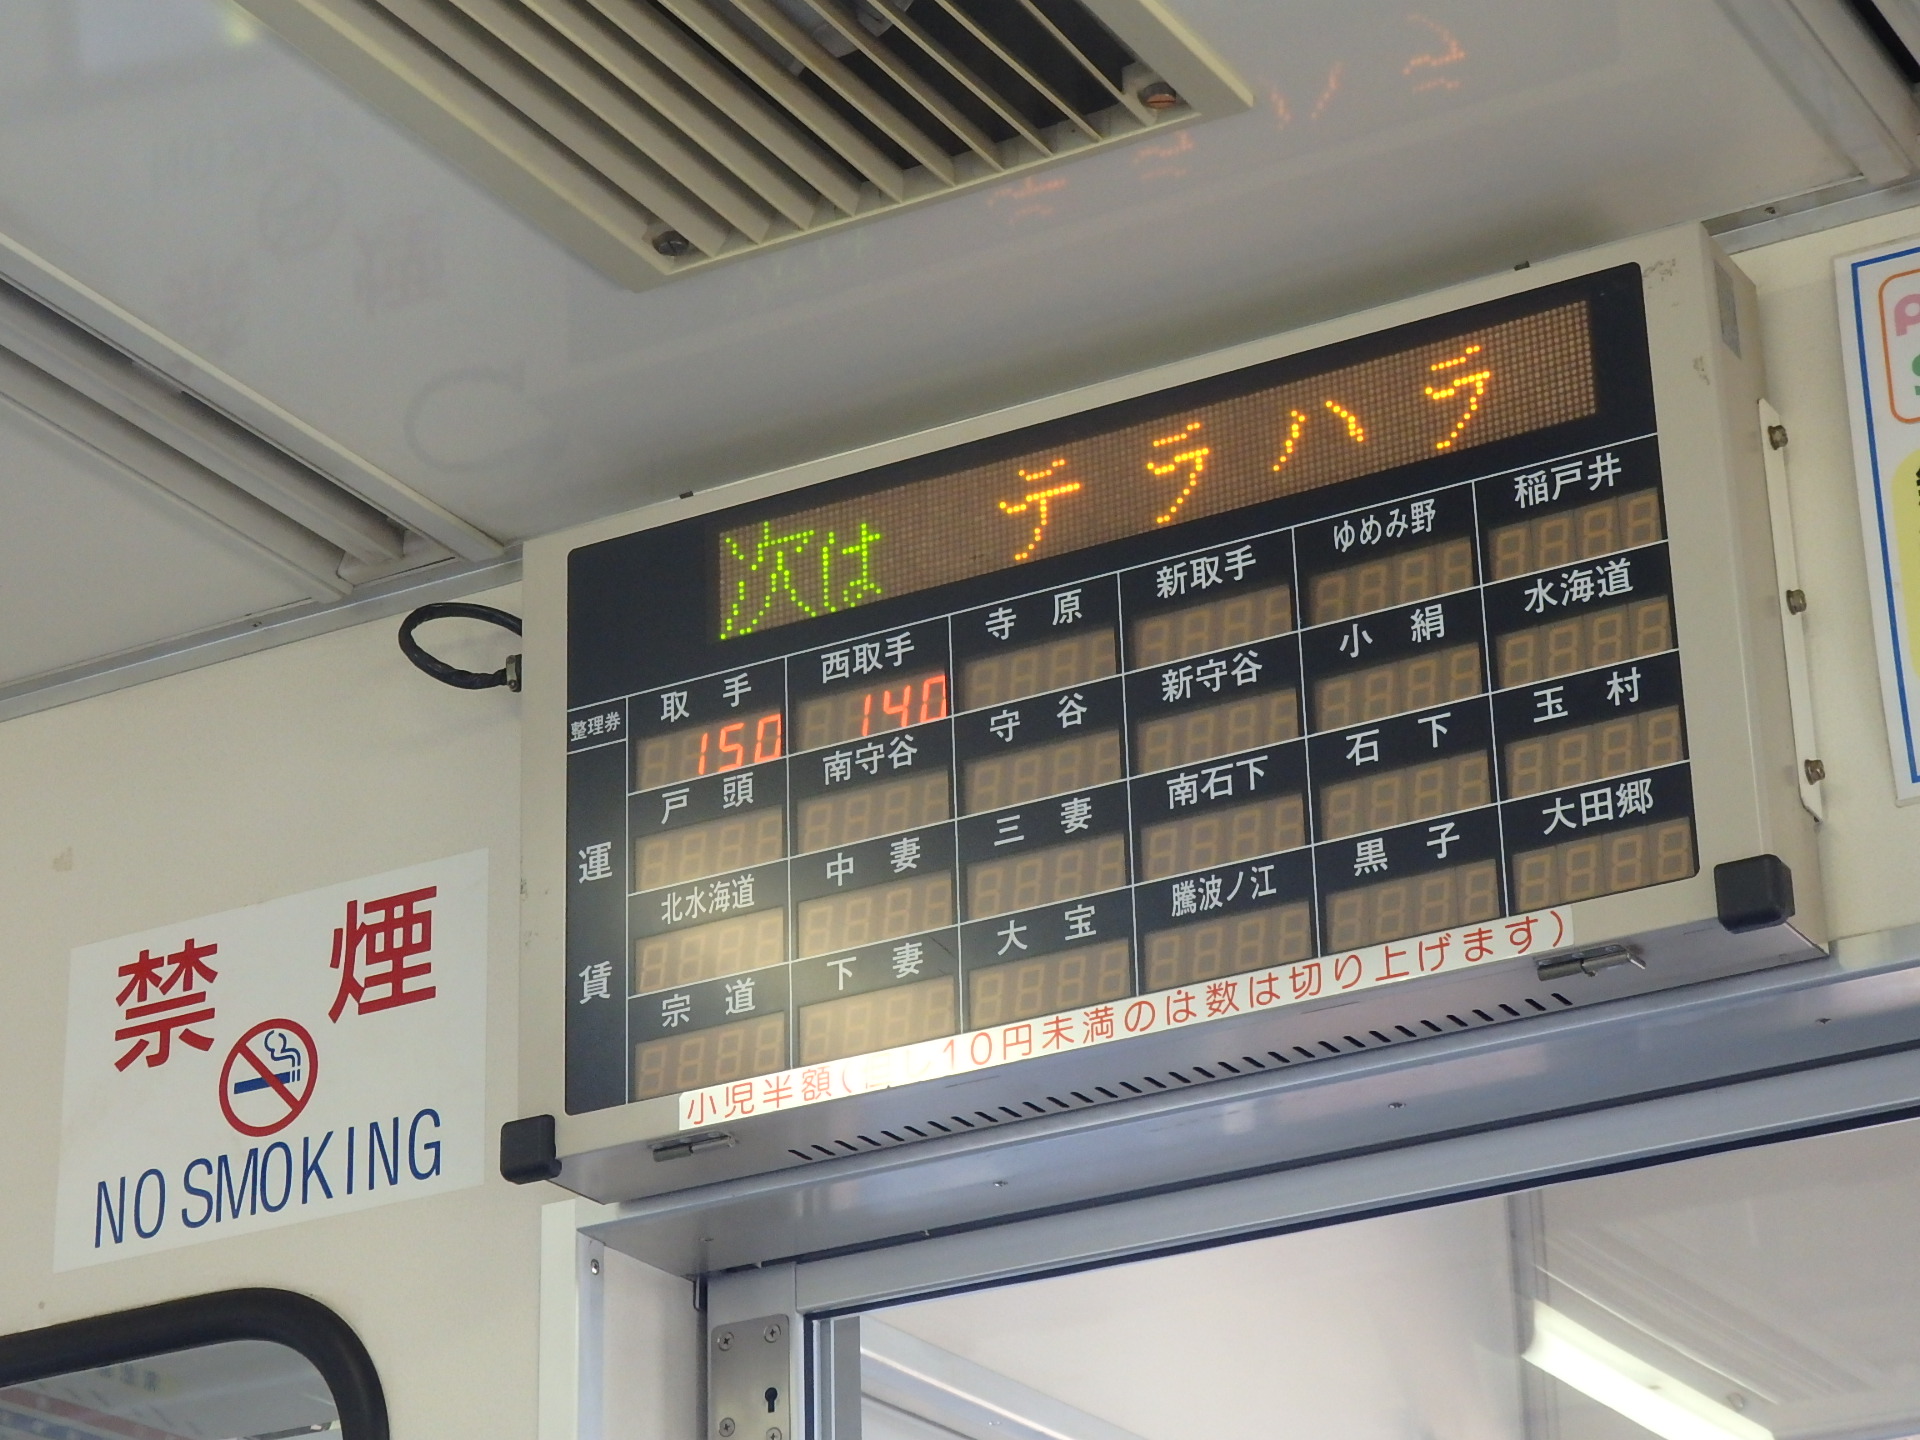 次は テラハラ
整理券 取手 西取手 寺原 新取手 ゆめみ野 稲戸井
150 140
戸頭 南守谷 守谷 新守谷 小絹 水海道
運賃
北水海道 中妻 三妻 南石下 石下 玉村
宗道 下妻 大宝 騰波ノ江 黒子 大田郷
小児半額(但し10円未満のは数は切り上げます)
禁煙
NO SMOKING